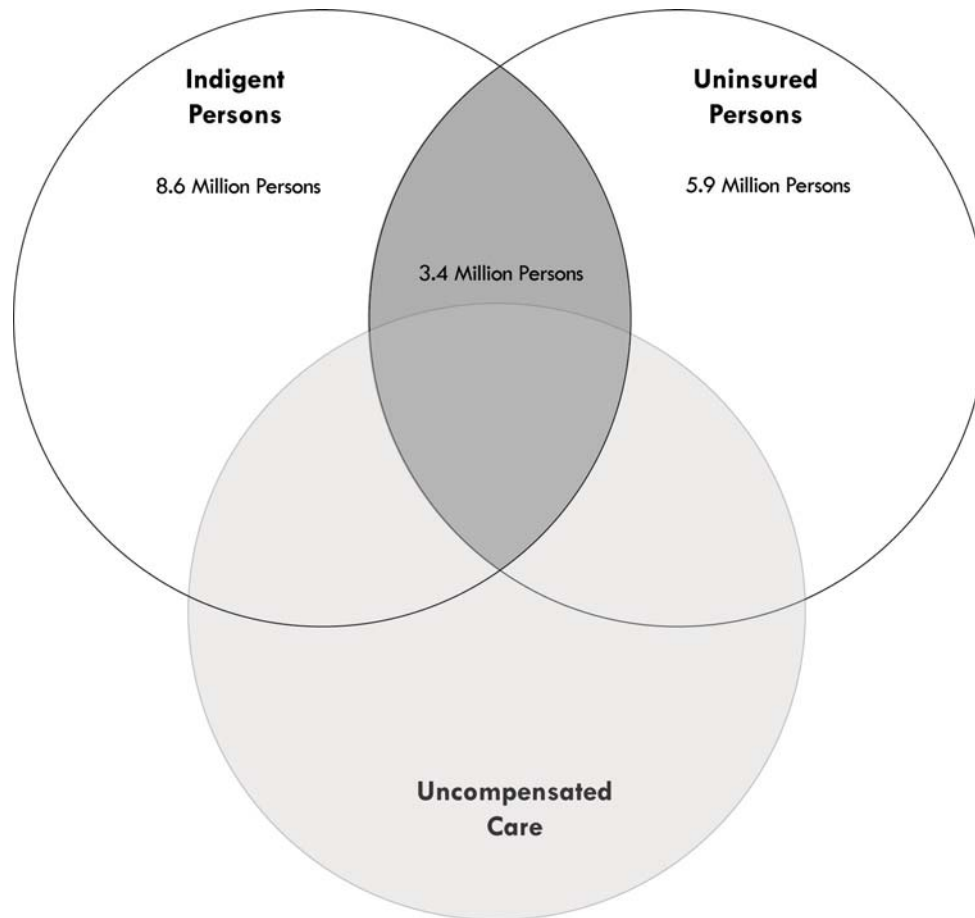 Indigent
Persons
8.6 Million Persons
Uninsured
Persons
5.9 Million Persons
3.4 Million Persons
Uncompensated
Care